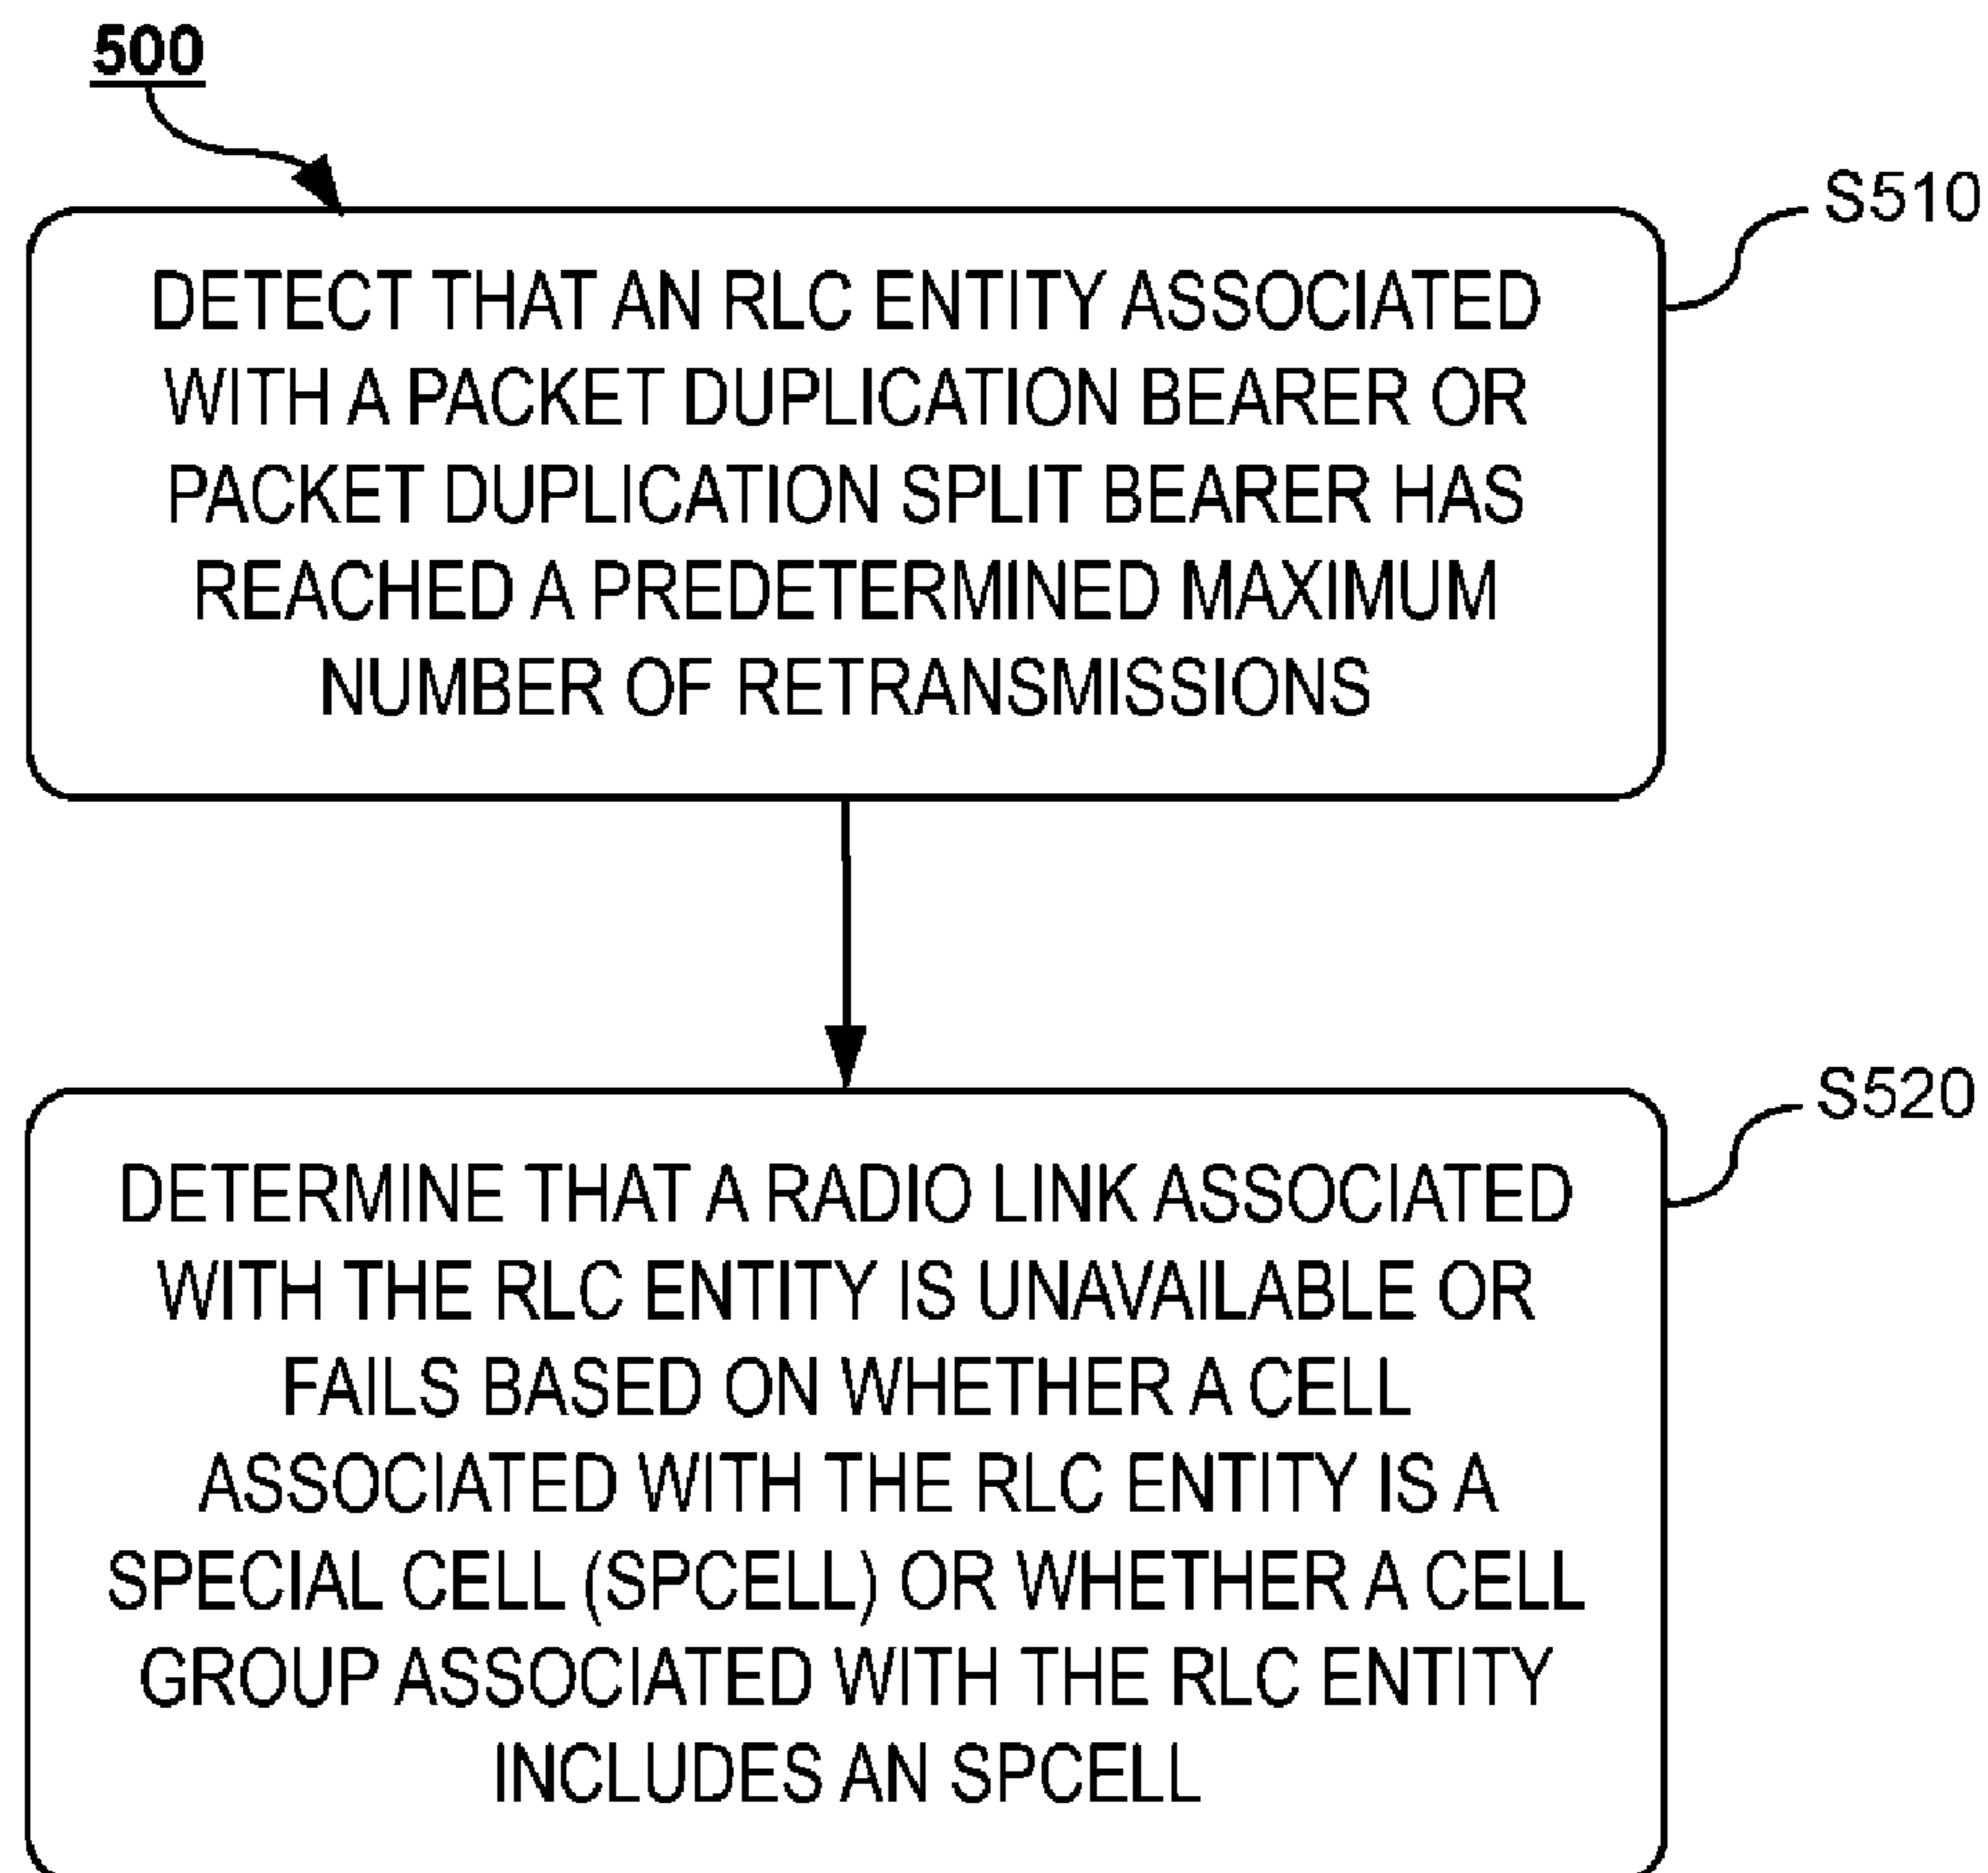 500
S510
DETECT THAT AN RLC ENTITY ASSOCIATED
WITH A PACKET DUPLICATION BEARER OR
PACKET DUPLICATION SPLIT BEARER HAS
REACHED A PREDETERMINED MAXIMUM
NUMBER OF RETRANSMISSIONS
S520
DETERMINE THAT A RADIO LINK ASSOCIATED
WITH THE RLC ENTITY IS UNAVAILABLE OR
FAILS BASED ON WHETHER A CELL
ASSOCIATED WITH THE RLC ENTITY IS A
SPECIAL CELL (SPCELL) OR WHETHER A CELL
GROUP ASSOCIATED WITH THE RLC ENTITY
INCLUDES AN SPCELL